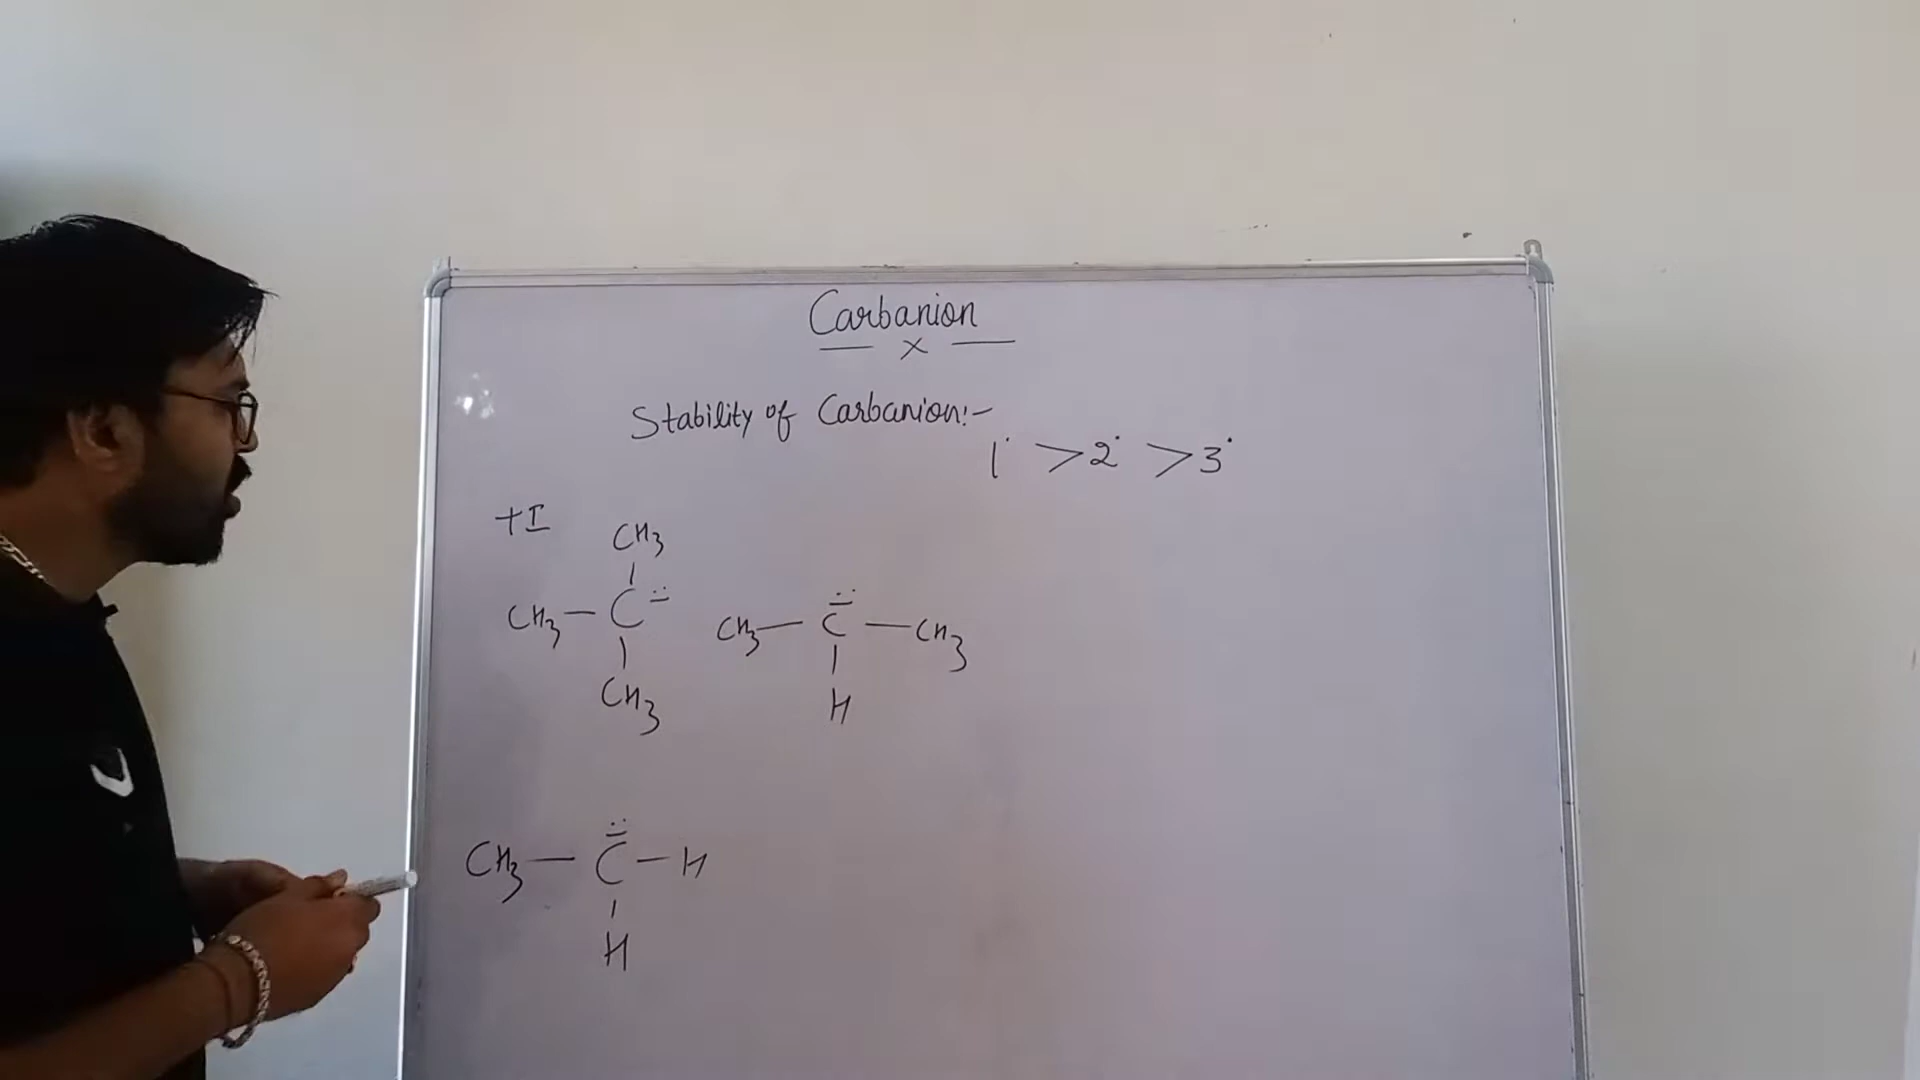 Carbanion
x
Stability of Carbanion:-
1° > 2° > 3°
+I
CH3
CH3 — C̄:
CH3
CH3 — C̄: — CH3
H
CH3 — C̄: — H
H